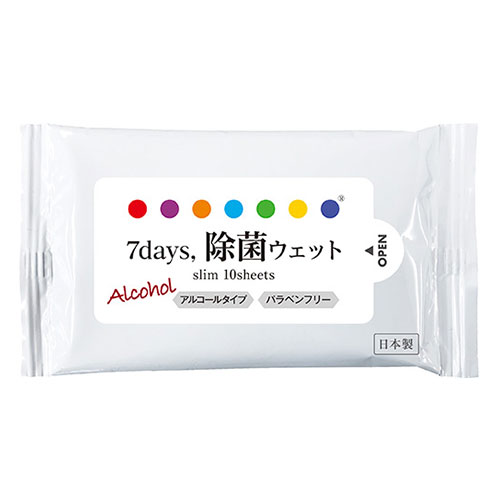 ®
7days, 除菌ウェット
slim 10sheets
Alcohol
アルコールタイプ
パラベンフリー
OPEN
日本製